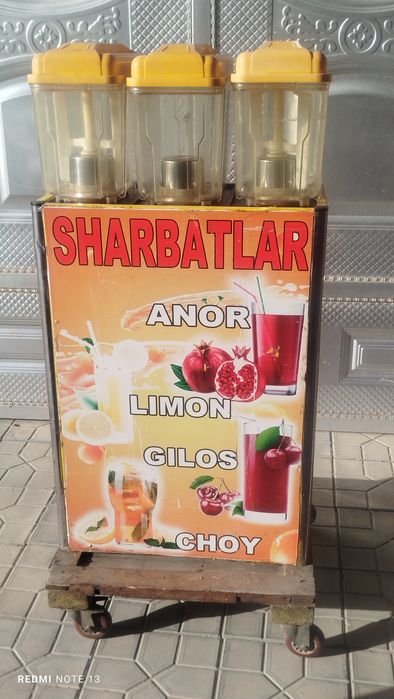 SHARBATLAR
ANOR
LIMON
GILOS
CHOY
REDMI NOTE 13